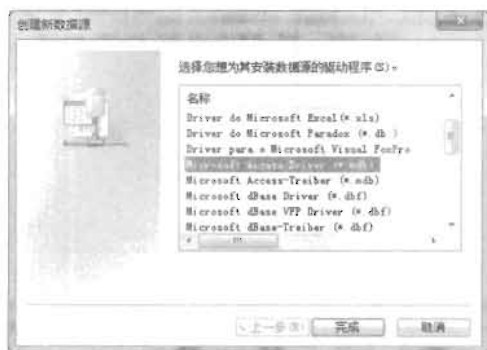 创建新数据源
选择您想为其安装数据源的驱动程序(S)。
名称
Driver do Microsoft Excel(*.xls)
Driver do Microsoft Paradox (*.db )
Driver para o Microsoft Visual FoxPro
Microsoft Access Driver (*.mdb)
Microsoft Access-Treiber (*.mdb)
Microsoft dBase Driver (*.dbf)
Microsoft dBase VFP Driver (*.dbf)
Microsoft dBase-Treiber (*.dbf)
<上一步(B)
完成
取消